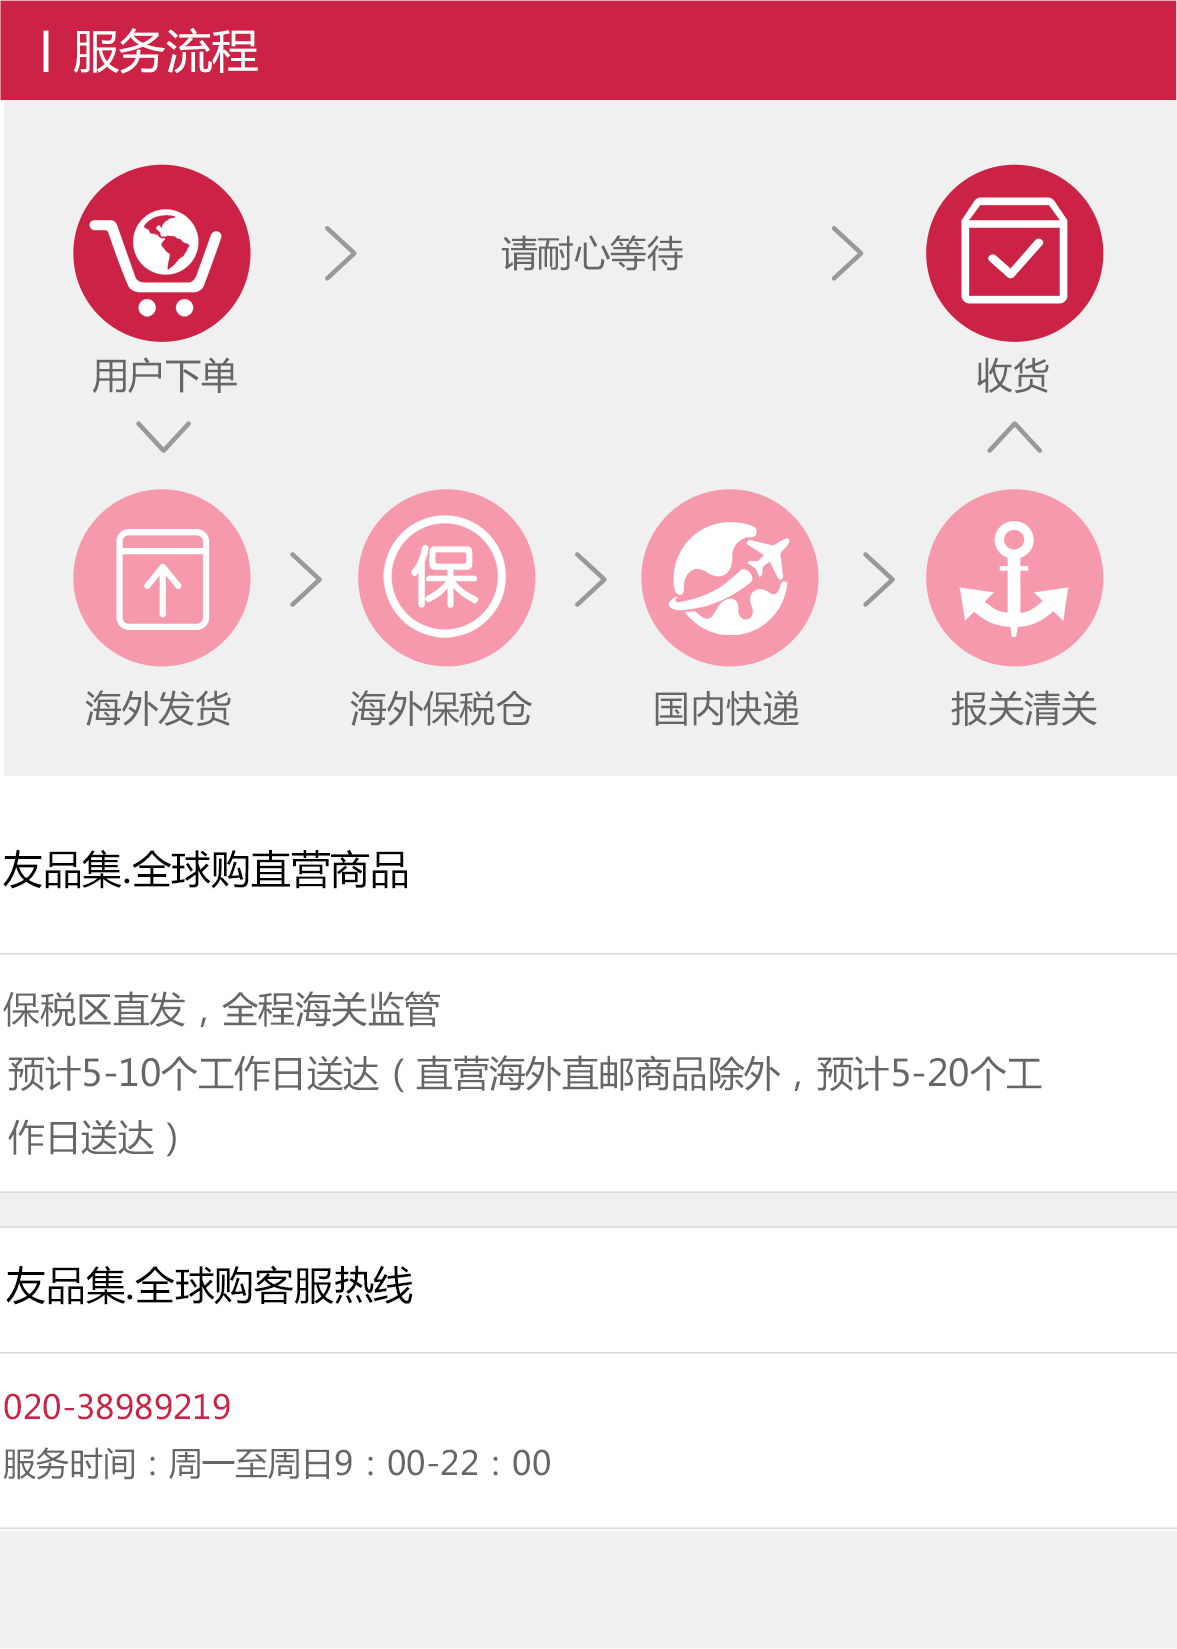 服务流程
请耐心等待
用户下单
收货
保
海外发货
海外保税仓
国内快递
报关清关
友品集.全球购直营商品
保税区直发，全程海关监管
预计5-10个工作日送达（直营海外直邮商品除外，预计5-20个工
作日送达）
友品集.全球购客服热线
020-38989219
服务时间：周一至周日9：00-22：00